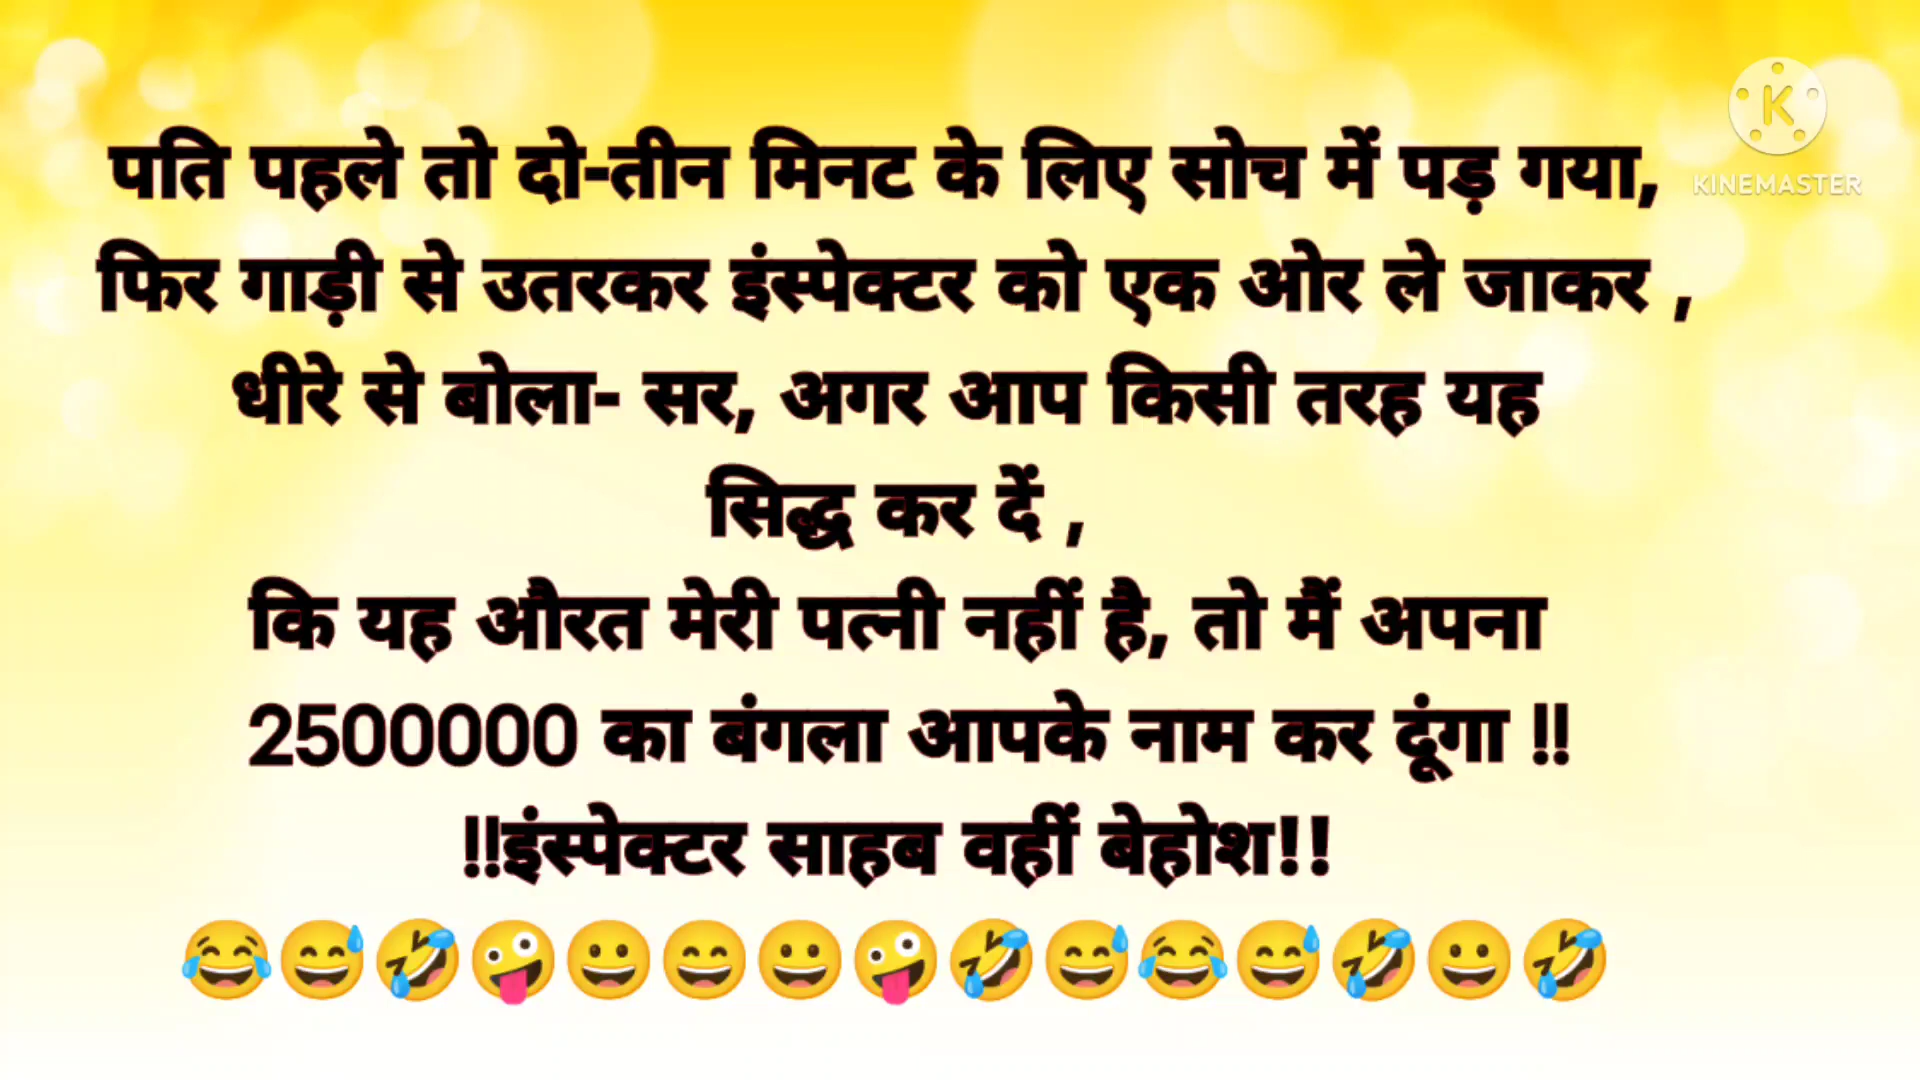 पति पहले तो दो-तीन मिनट के लिए सोच में पड़ गया,
फिर गाड़ी से उतरकर इंस्पेक्टर को एक ओर ले जाकर ,
धीरे से बोला- सर, अगर आप किसी तरह यह
सिद्ध कर दें ,
कि यह औरत मेरी पत्नी नहीं है, तो मैं अपना
2500000 का बंगला आपके नाम कर दूंगा !!
!!इंस्पेक्टर साहब वहीं बेहोश!!
😂😅🤣🤪😀😄😀🤪🤣😅😂😅🤣😀🤣
K
KINEMASTER